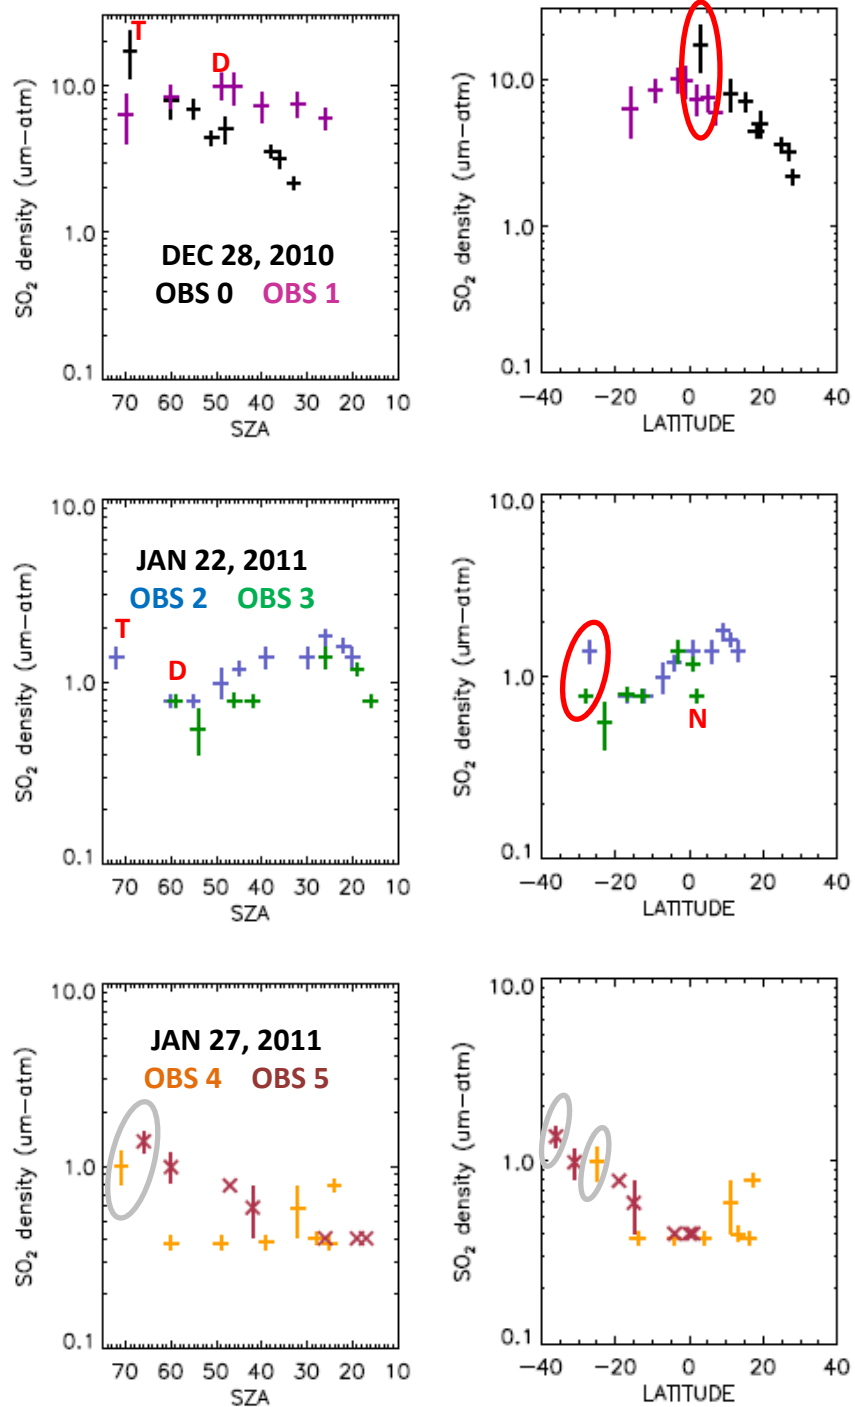 SO2 density (um-atm)
10.0
1.0
0.1
T
D
DEC 28, 2010
OBS 0 OBS 1
70 60 50 40 30 20 10
SZA
SO2 density (um-atm)
10.0
1.0
0.1
-40 -20 0 20 40
LATITUDE
SO2 density (um-atm)
10.0
1.0
0.1
JAN 22, 2011
OBS 2 OBS 3
T
D
70 60 50 40 30 20 10
SZA
SO2 density (um-atm)
10.0
1.0
0.1
N
-40 -20 0 20 40
LATITUDE
SO2 density (um-atm)
10.0
1.0
0.1
JAN 27, 2011
OBS 4 OBS 5
70 60 50 40 30 20 10
SZA
SO2 density (um-atm)
10.0
1.0
0.1
-40 -20 0 20 40
LATITUDE